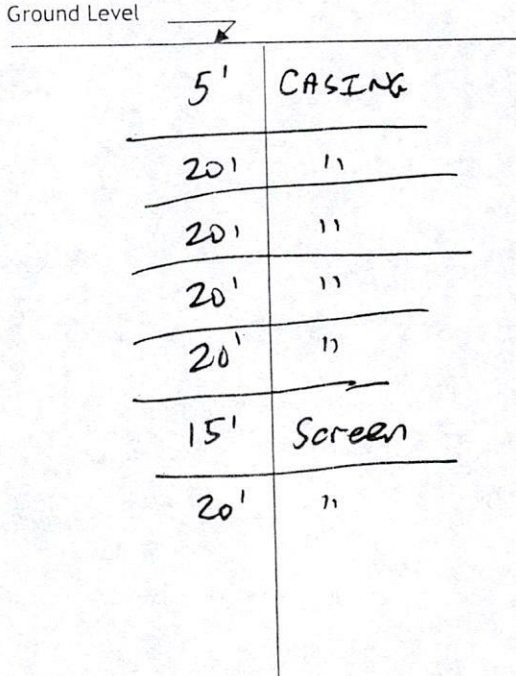 Ground Level
5' CASING
20' "
20' "
20' "
20' "
15' Screen
20' "